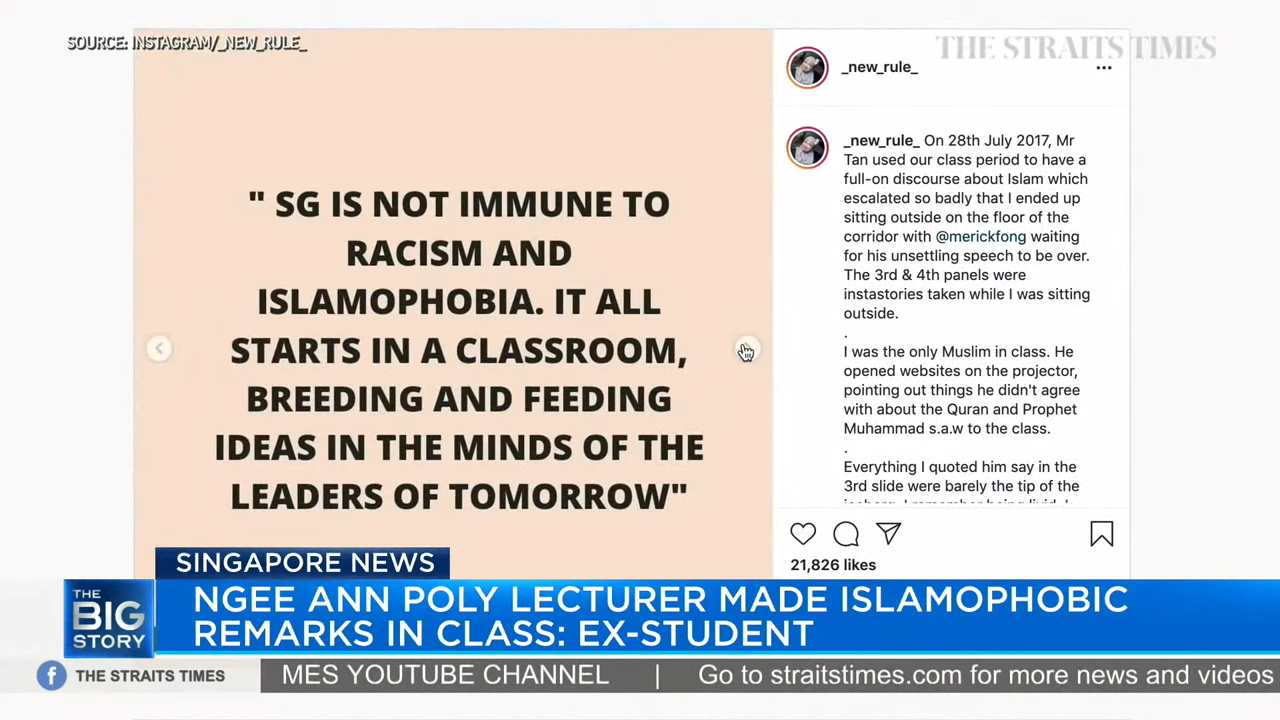 SOURCE: INSTAGRAM/_NEW_RULE_
THE STRAITS TIMES
" SG IS NOT IMMUNE TO
RACISM AND
ISLAMOPHOBIA. IT ALL
STARTS IN A CLASSROOM,
BREEDING AND FEEDING
IDEAS IN THE MINDS OF THE
LEADERS OF TOMORROW"
_new_rule_
_new_rule_ On 28th July 2017, Mr
Tan used our class period to have a
full-on discourse about Islam which
escalated so badly that I ended up
sitting outside on the floor of the
corridor with @merickfong waiting
for his unsettling speech to be over.
The 3rd & 4th panels were
instastories taken while I was sitting
outside.
.
I was the only Muslim in class. He
opened websites on the projector,
pointing out things he didn't agree
with about the Quran and Prophet
Muhammad s.a.w to the class.
.
Everything I quoted him say in the
3rd slide were barely the tip of the
iceberg. I remember being livid. I
21,826 likes
SINGAPORE NEWS
THE
BIG
STORY
NGEE ANN POLY LECTURER MADE ISLAMOPHOBIC
REMARKS IN CLASS: EX-STUDENT
THE STRAITS TIMES
MES YOUTUBE CHANNEL | Go to straitstimes.com for more news and videos